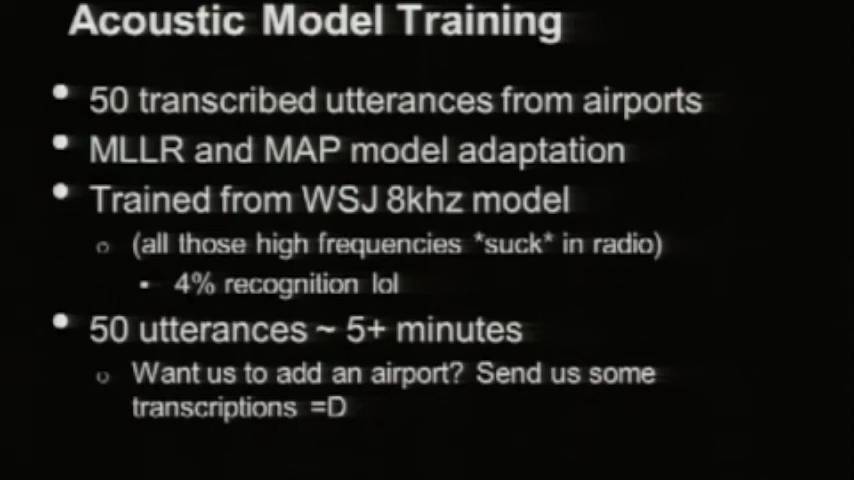 Acoustic Model Training
• 50 transcribed utterances from airports
• MLLR and MAP model adaptation
• Trained from WSJ 8khz model
o (all those high frequencies *suck* in radio)
▪ 4% recognition lol
• 50 utterances ~ 5+ minutes
o Want us to add an airport? Send us some
transcriptions =D